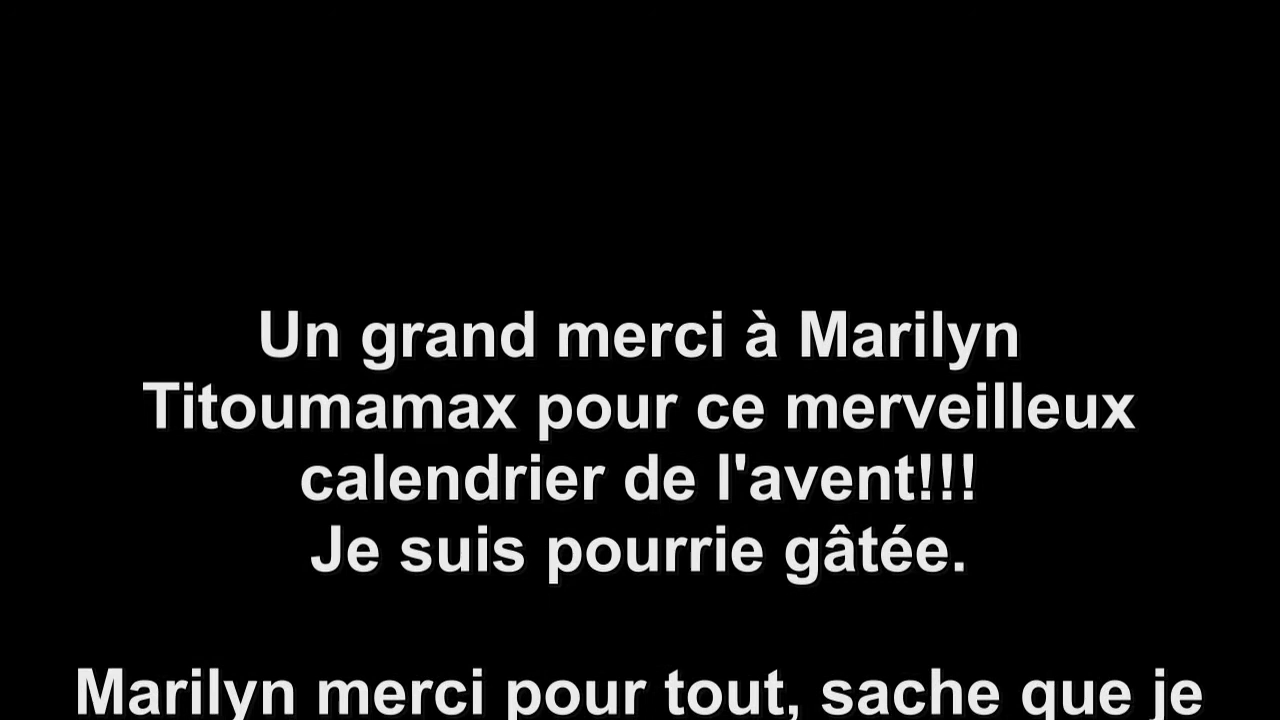 Un grand merci à Marilyn
Titoumamax pour ce merveilleux
calendrier de l'avent!!!
Je suis pourrie gâtée.
Marilyn merci pour tout, sache que je